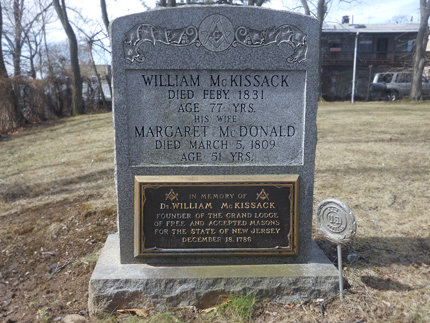 WILLIAM McKISSACK
DIED FEBY. 1831
AGE 77 YRS.
HIS WIFE
MARGARET McDONALD
DIED MARCH 5, 1809
AGE 51 YRS.
IN MEMORY OF
Dr. WILLIAM McKISSACK
FOUNDER OF THE GRAND LODGE
OF FREE AND ACCEPTED MASONS
FOR THE STATE OF NEW JERSEY
DECEMBER 18, 1786